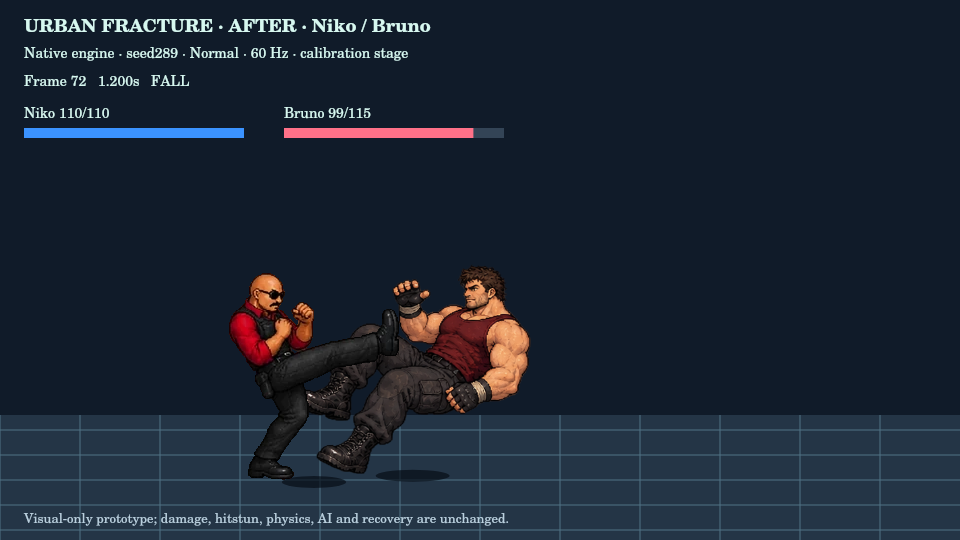 URBAN FRACTURE · AFTER · Niko / Bruno
Native engine · seed289 · Normal · 60 Hz · calibration stage
Frame 72 1.200s FALL
Niko 110/110 Bruno 99/115
Visual-only prototype; damage, hitstun, physics, AI and recovery are unchanged.